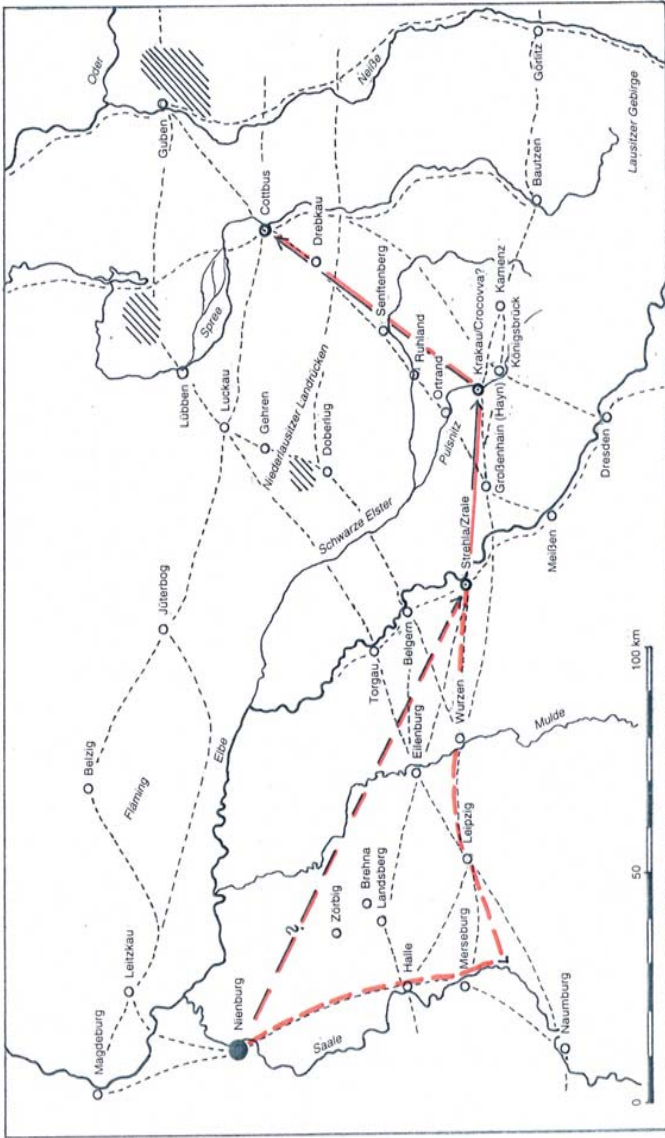 Oder
Neiße
Guben
Görlitz
Cottbus
Drebkau
Bautzen
Lausitzer Gebirge
Spree
Senftenberg
Kamenz
Königsbrück
Krakau/Crocovva?
Ruhland
Ortrand
Lübben
Luckau
Gehren
Niederlausitzer Landrücken
Doberlug
Pulsnitz
Großenhain (Hayn)
Dresden
Schwarze Elster
Strehla/Zrale
Meißen
Jüterbog
Belgern
Torgau
Elbe
Eilenburg
Wurzen
Mulde
100 km
Belzig
Fläming
Leipzig
Brehna
Landsberg
Zörbig
?
50
Leitzkau
Halle
Merseburg
1
Nienburg
Saale
Naumburg
Magdeburg
0